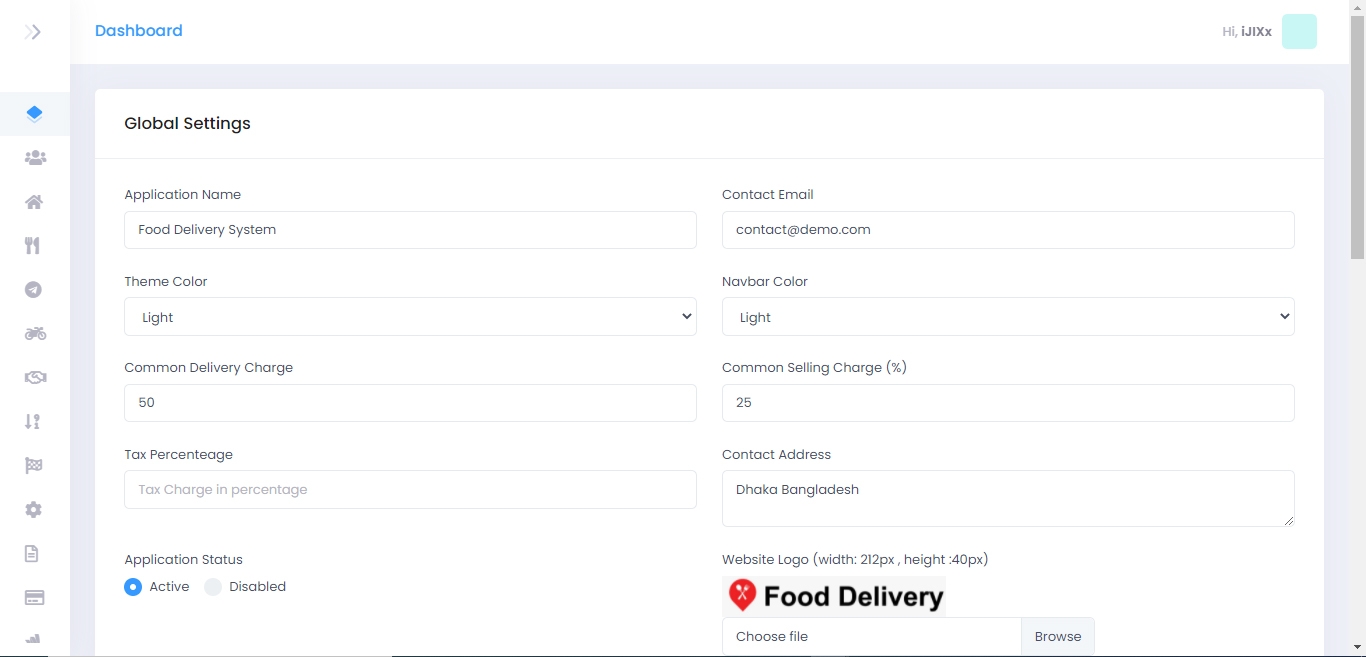 Dashboard
Hi, iJIXx
Global Settings
Application Name
Contact Email
Food Delivery System
contact@demo.com
Theme Color
Navbar Color
Light
Light
Common Delivery Charge
Common Selling Charge (%)
50
25
Tax Percenteage
Contact Address
Tax Charge in percentage
Dhaka Bangladesh
Application Status
Website Logo (width: 212px , height :40px)
Active
Disabled
Food Delivery
Choose file
Browse